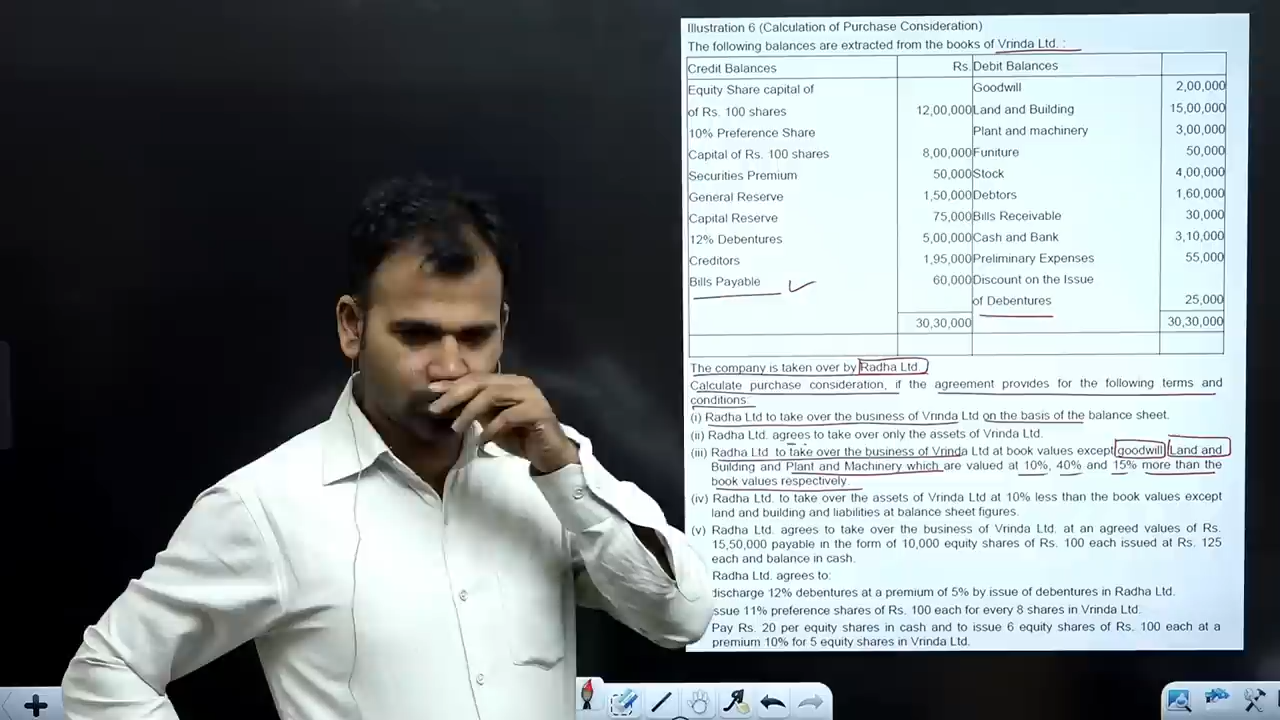 Illustration 6 (Calculation of Purchase Consideration)
The following balances are extracted from the books of Vrinda Ltd. :
Credit Balances Rs. Debit Balances
Equity Share capital of Goodwill 2,00,000
of Rs. 100 shares 12,00,000 Land and Building 15,00,000
10% Preference Share Plant and machinery 3,00,000
Capital of Rs. 100 shares 8,00,000 Funiture 50,000
Securities Premium 50,000 Stock 4,00,000
General Reserve 1,50,000 Debtors 1,60,000
Capital Reserve 75,000 Bills Receivable 30,000
12% Debentures 5,00,000 Cash and Bank 3,10,000
Creditors 1,95,000 Preliminary Expenses 55,000
Bills Payable 60,000 Discount on the Issue
of Debentures 25,000
30,30,000 30,30,000
The company is taken over by Radha Ltd.
Calculate purchase consideration, if the agreement provides for the following terms and
conditions:
(i) Radha Ltd to take over the business of Vrinda Ltd on the basis of the balance sheet.
(ii) Radha Ltd. agrees to take over only the assets of Vrinda Ltd.
(iii) Radha Ltd to take over the business of Vrinda Ltd at book values except goodwill Land and
Building and Plant and Machinery which are valued at 10%, 40% and 15% more than the
book values respectively.
(iv) Radha Ltd. to take over the assets of Vrinda Ltd at 10% less than the book values except
land and building and liabilities at balance sheet figures.
(v) Radha Ltd. agrees to take over the business of Vrinda Ltd. at an agreed values of Rs.
15,50,000 payable in the form of 10,000 equity shares of Rs. 100 each issued at Rs. 125
each and balance in cash.
Radha Ltd. agrees to:
discharge 12% debentures at a premium of 5% by issue of debentures in Radha Ltd.
ssue 11% preference shares of Rs. 100 each for every 8 shares in Vrinda Ltd.
Pay Rs. 20 per equity shares in cash and to issue 6 equity shares of Rs. 100 each at a
premium 10% for 5 equity shares in Vrinda Ltd.